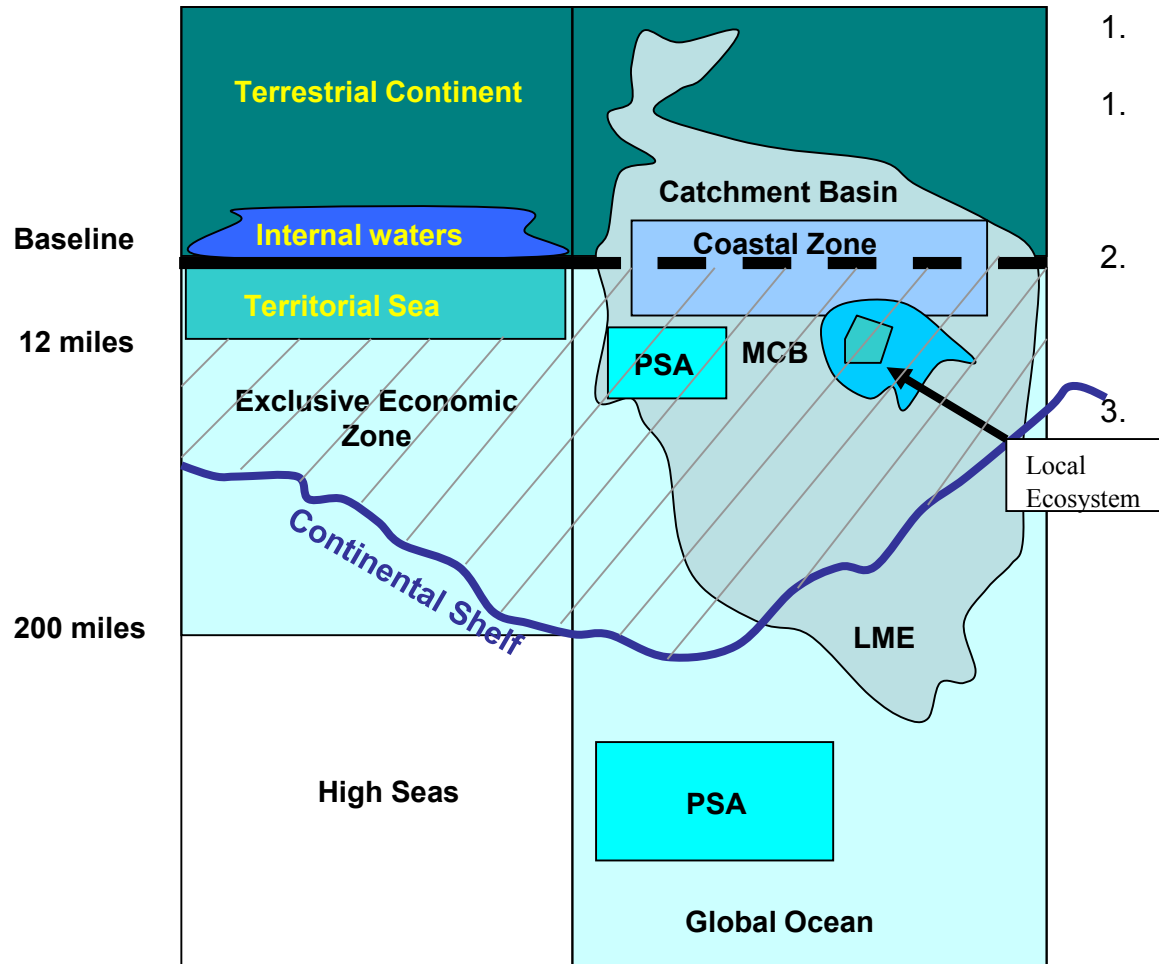 1.
Terrestrial Continent
1.
Catchment Basin
Baseline
Internal waters
Coastal Zone
2.
Territorial Sea
12 miles
PSA
MCB
Exclusive Economic
Zone
3.
Local
Ecosystem
Continental Shelf
200 miles
LME
High Seas
PSA
Global Ocean